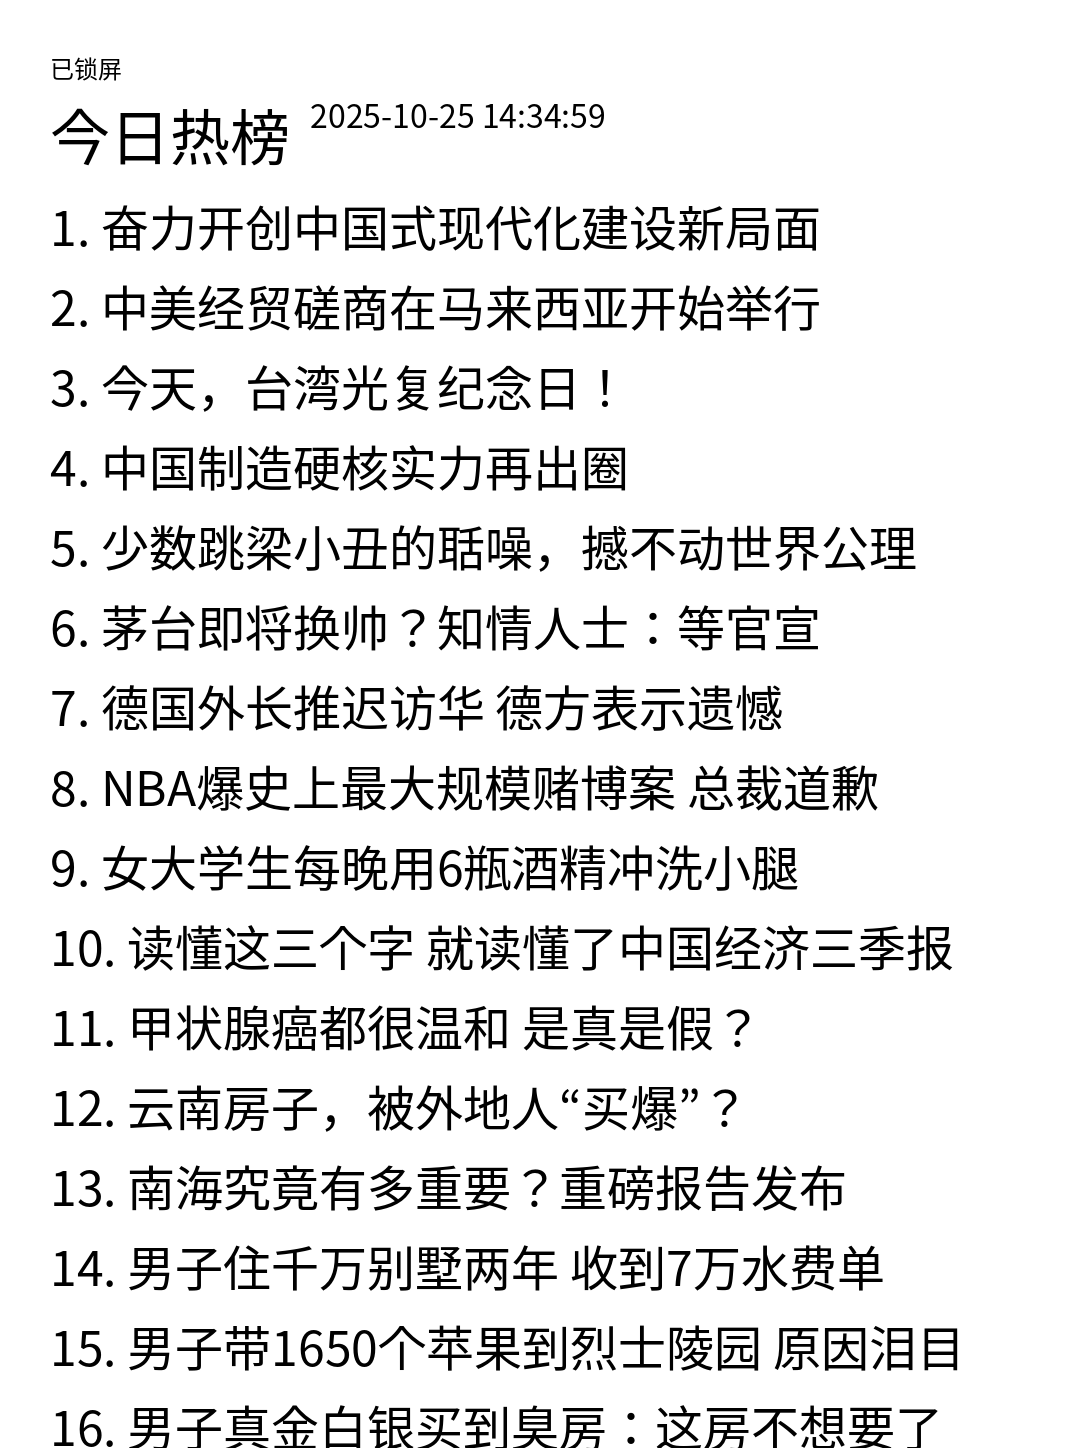 已锁屏
今日热榜 2025-10-25 14:34:59
1. 奋力开创中国式现代化建设新局面
2. 中美经贸磋商在马来西亚开始举行
3. 今天，台湾光复纪念日！
4. 中国制造硬核实力再出圈
5. 少数跳梁小丑的聒噪，撼不动世界公理
6. 茅台即将换帅？知情人士：等官宣
7. 德国外长推迟访华 德方表示遗憾
8. NBA爆史上最大规模赌博案 总裁道歉
9. 女大学生每晚用6瓶酒精冲洗小腿
10. 读懂这三个字 就读懂了中国经济三季报
11. 甲状腺癌都很温和 是真是假？
12. 云南房子，被外地人“买爆”？
13. 南海究竟有多重要？重磅报告发布
14. 男子住千万别墅两年 收到7万水费单
15. 男子带1650个苹果到烈士陵园 原因泪目
16. 男子真金白银买到臭房：这房不想要了